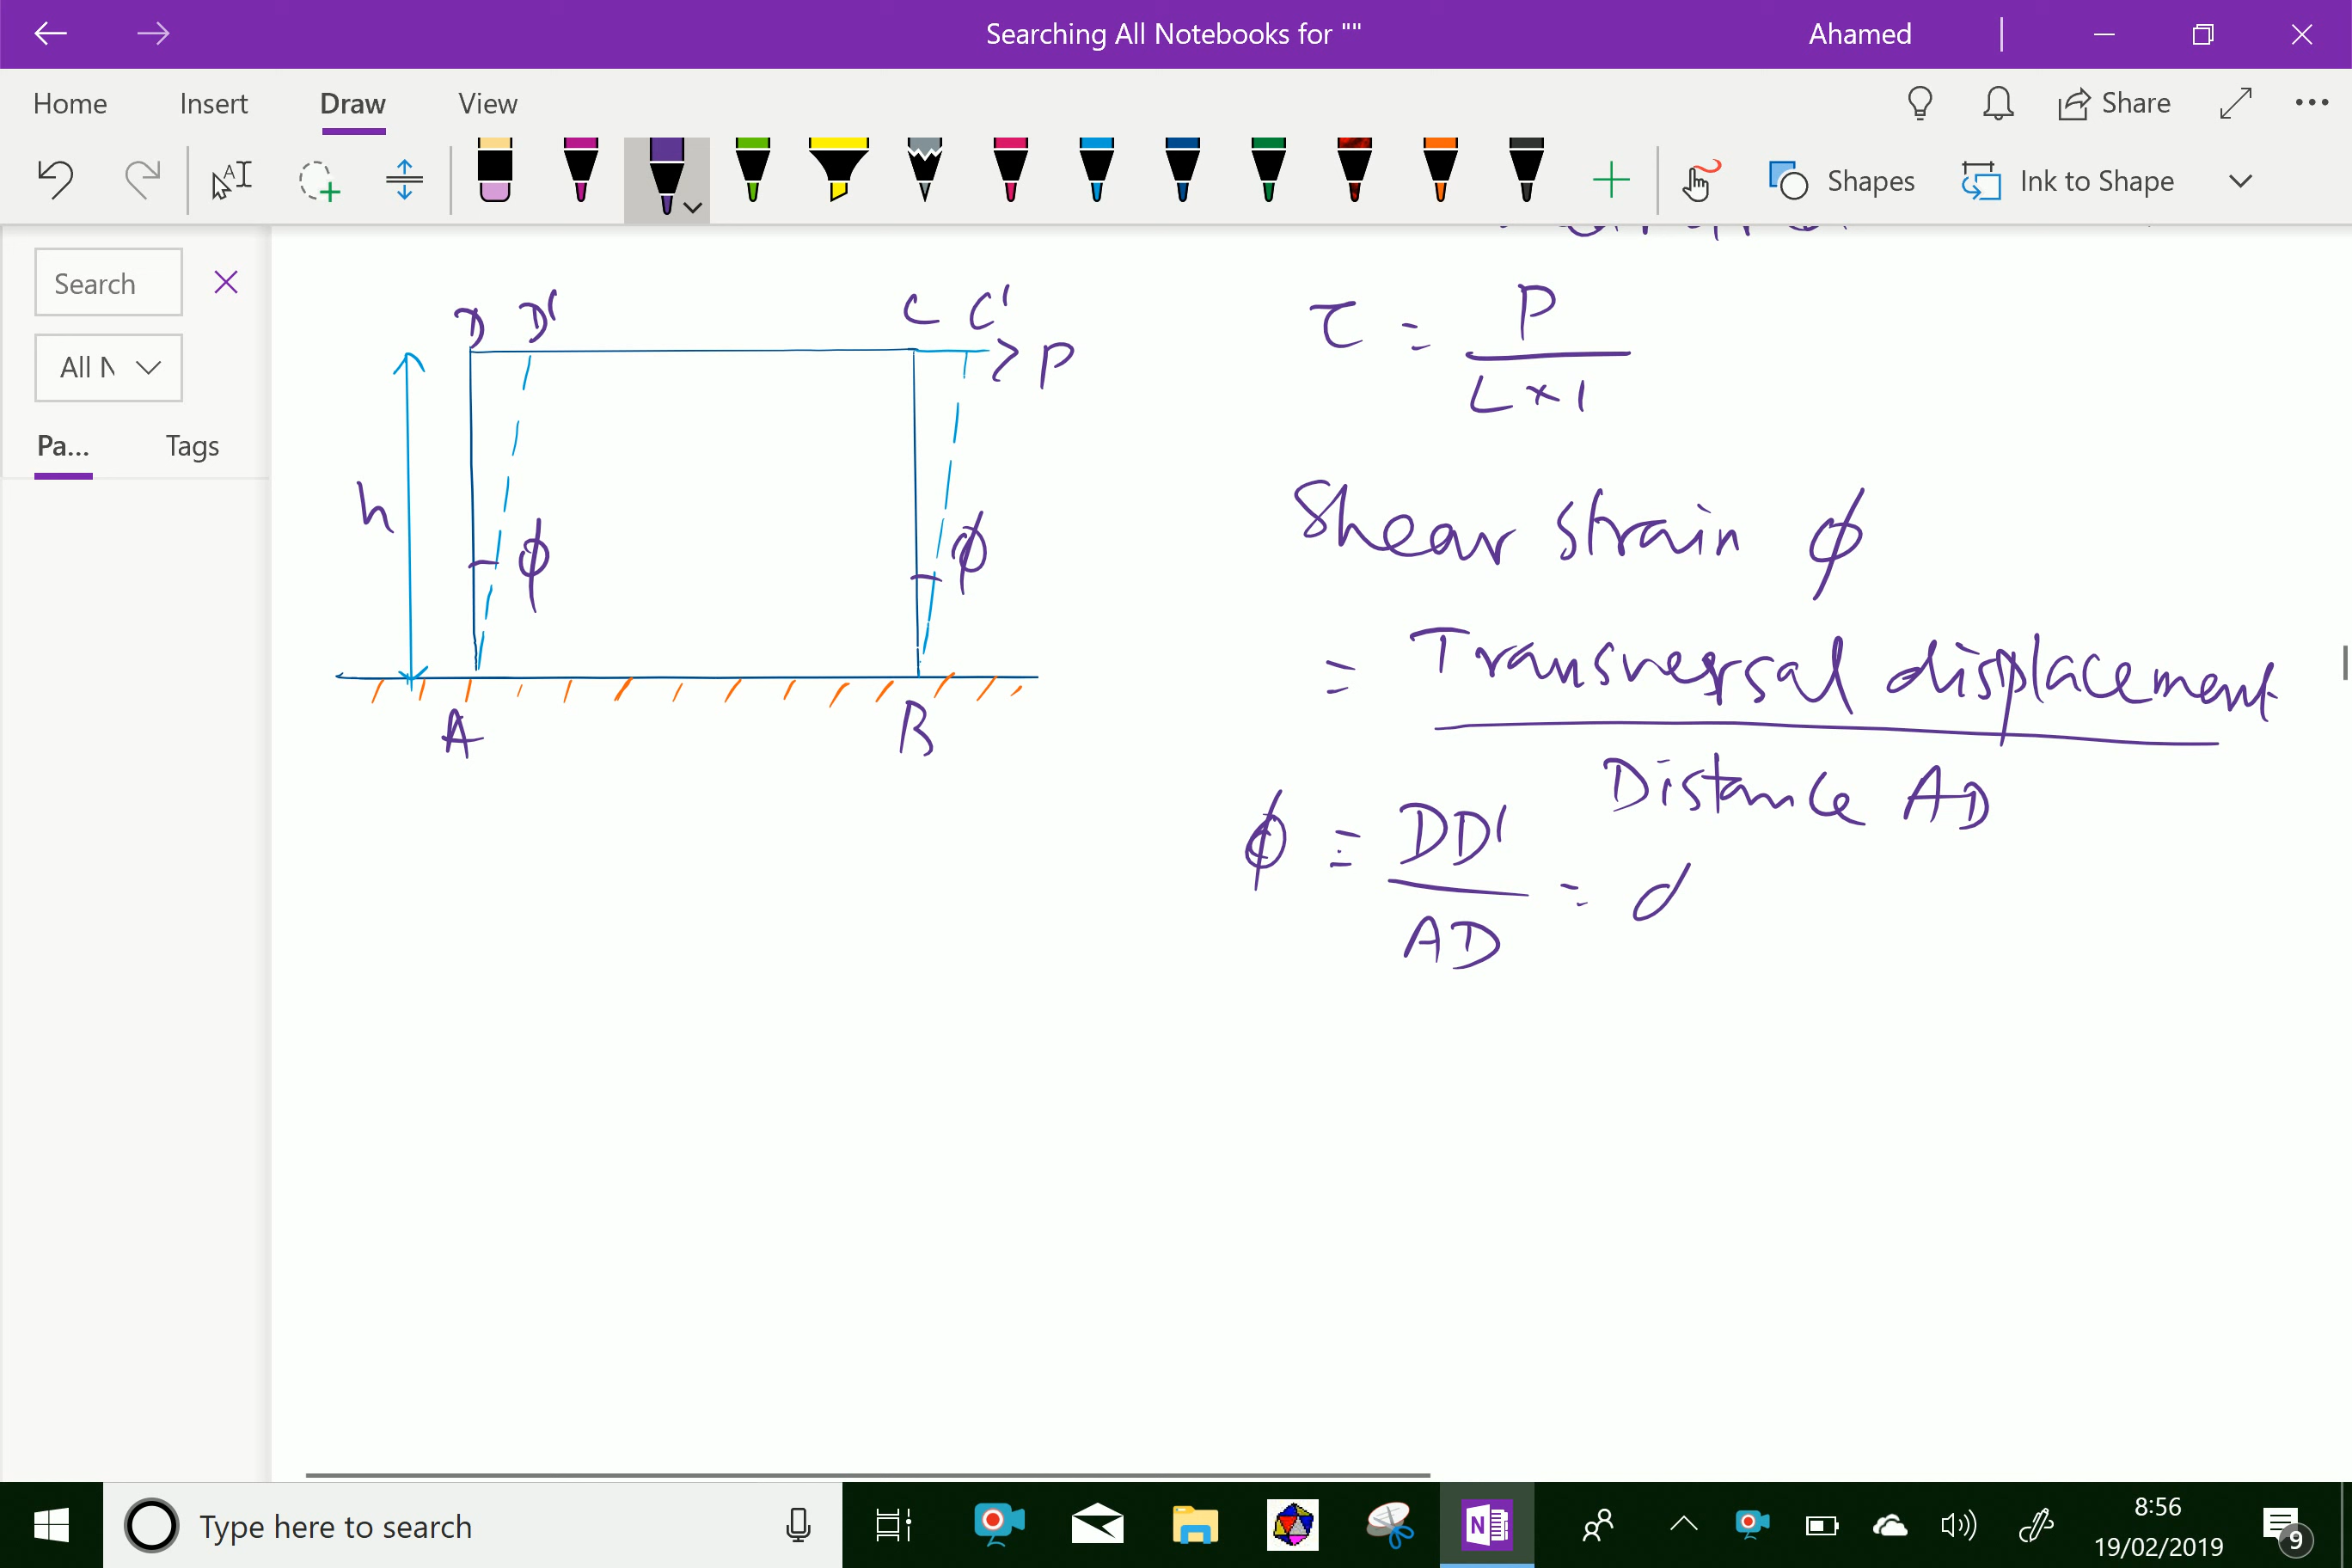 Searching All Notebooks for ""
Ahamed
Home Insert Draw View
Share
Shapes
Ink to Shape
Search
All N
Pa... Tags
D D' C C'
P
h
ϕ ϕ
A B
τ = P
L × 1
Shear strain ϕ
= Transversal displacement
Distance AD
ϕ = DD' = d
AD
Type here to search
N
8:56
19/02/2019
9